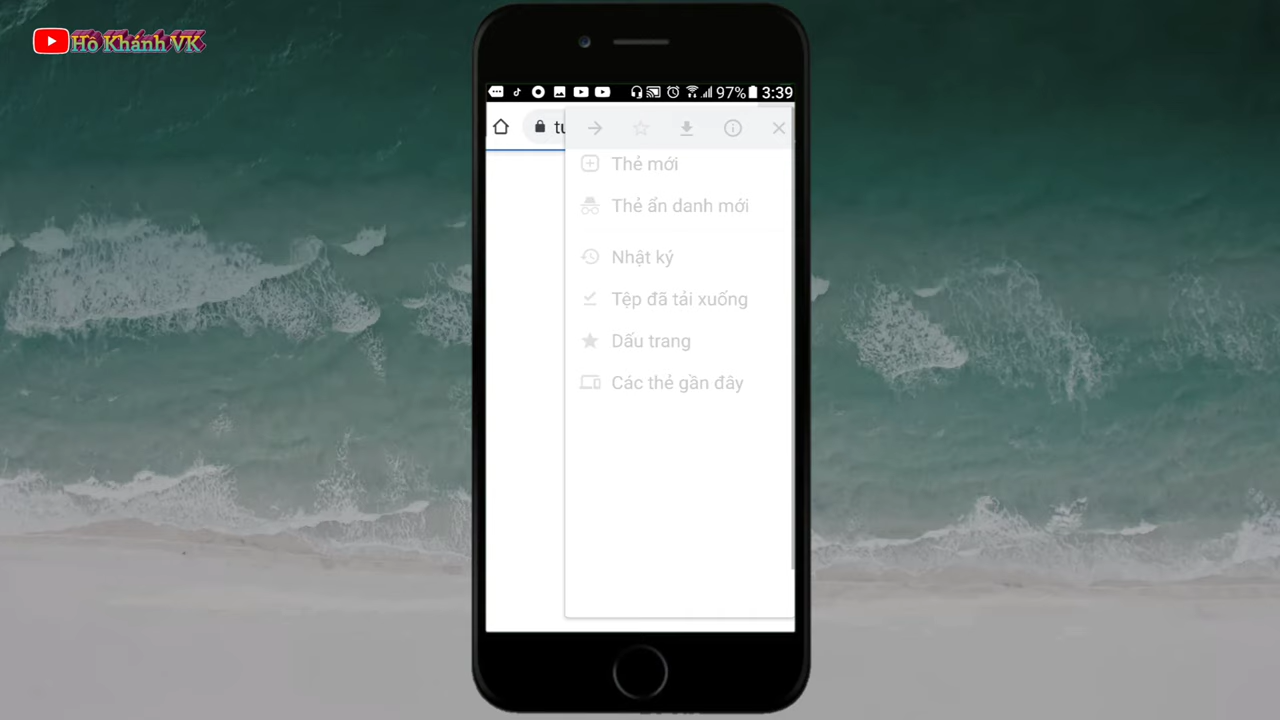 Hồ Khánh VK
97% 3:39
Thẻ mới
Thẻ ẩn danh mới
Nhật ký
Tệp đã tải xuống
Dấu trang
Các thẻ gần đây